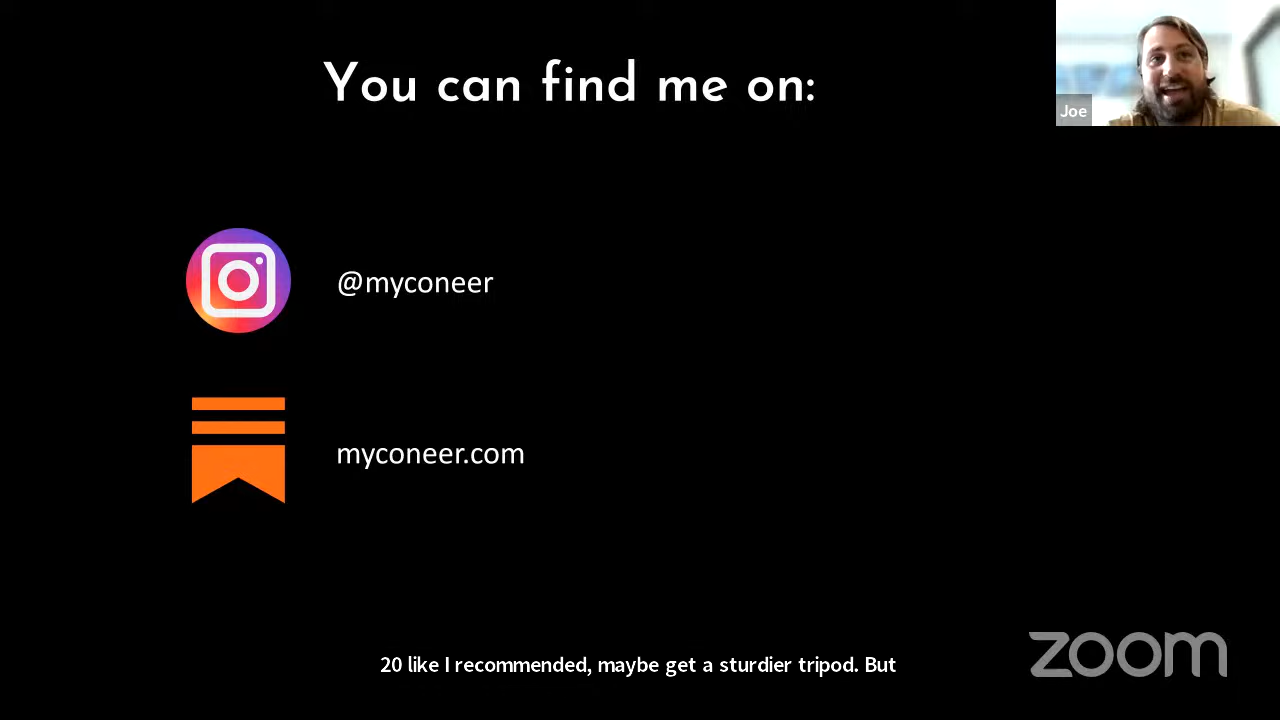 You can find me on:
Joe
@myconeer
myconeer.com
20 like I recommended, maybe get a sturdier tripod. But
zoom